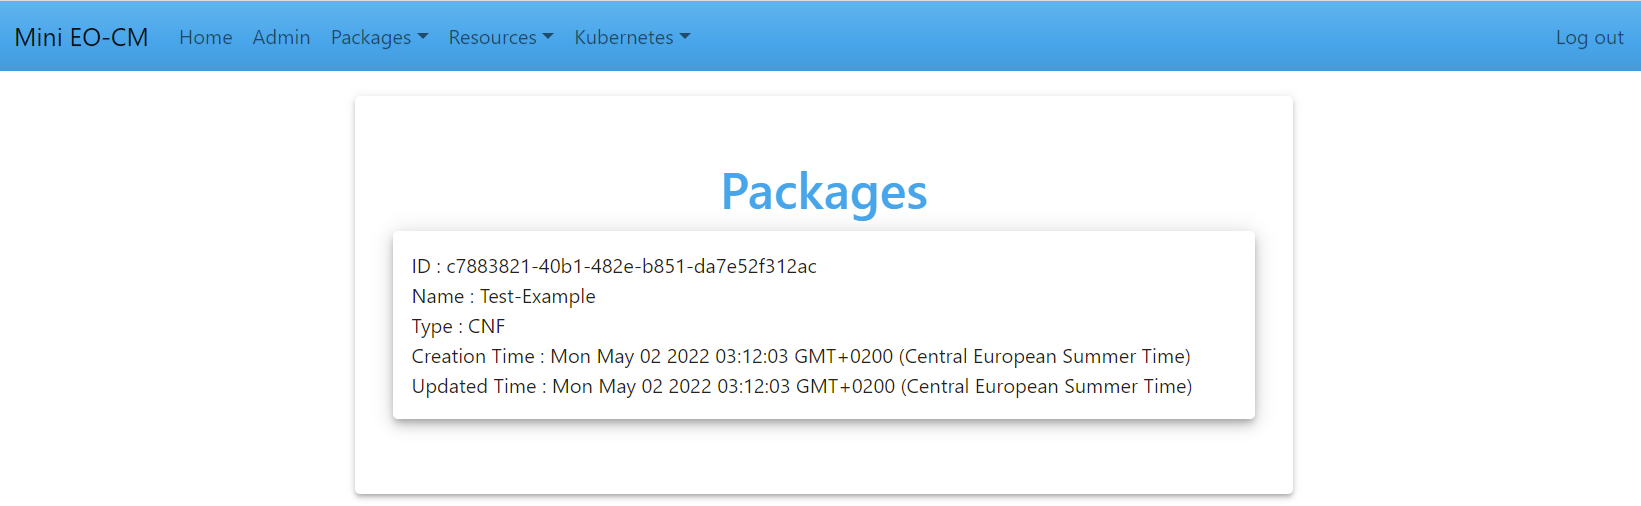 Mini EO-CM Home Admin Packages Resources Kubernetes Log out
Packages
ID : c7883821-40b1-482e-b851-da7e52f312ac
Name : Test-Example
Type : CNF
Creation Time : Mon May 02 2022 03:12:03 GMT+0200 (Central European Summer Time)
Updated Time : Mon May 02 2022 03:12:03 GMT+0200 (Central European Summer Time)